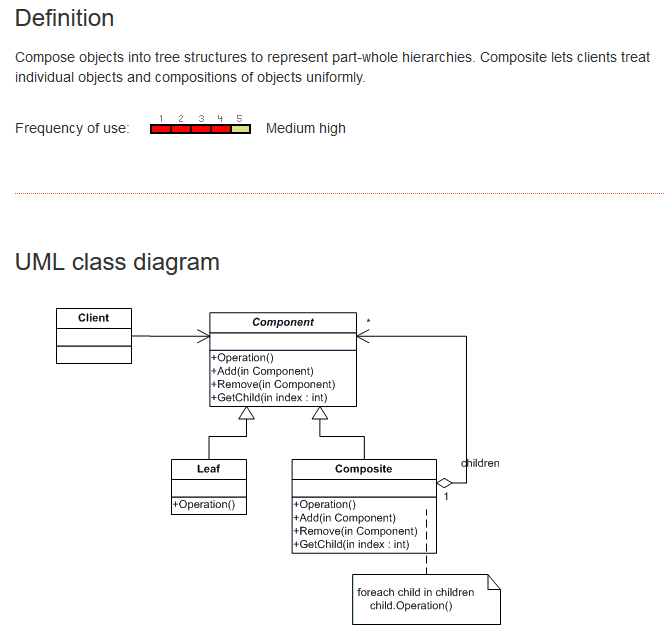 Definition
Compose objects into tree structures to represent part-whole hierarchies. Composite lets clients treat
individual objects and compositions of objects uniformly.
1 2 3 4 5
Frequency of use: Medium high
UML class diagram
Client
Component
*
+Operation()
+Add(in Component)
+Remove(in Component)
+GetChild(in index : int)
Leaf
+Operation()
Composite
+Operation()
+Add(in Component)
+Remove(in Component)
+GetChild(in index : int)
children
1
foreach child in children
child.Operation()